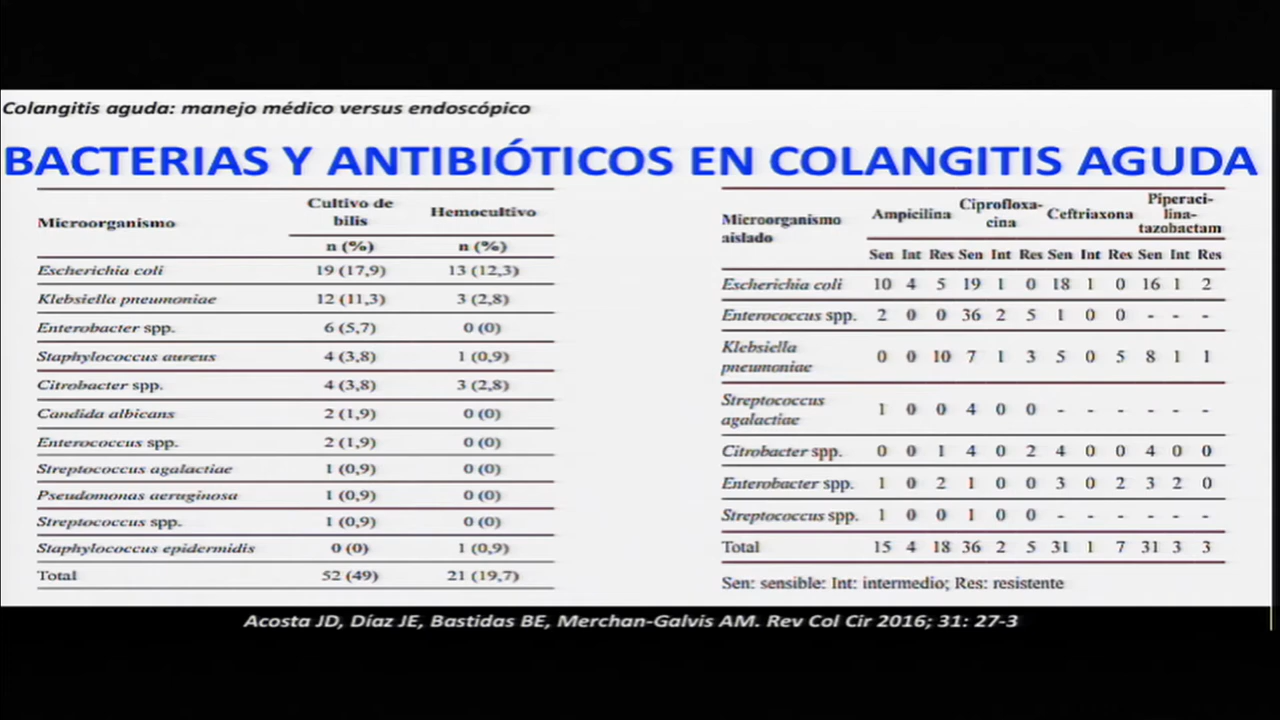 Colangitis aguda: manejo médico versus endoscópico
BACTERIAS Y ANTIBIÓTICOS EN COLANGITIS AGUDA
Microorganismo Cultivo de bilis Hemocultivo
n (%) n (%)
Escherichia coli 19 (17,9) 13 (12,3)
Klebsiella pneumoniae 12 (11,3) 3 (2,8)
Enterobacter spp. 6 (5,7) 0 (0)
Staphylococcus aureus 4 (3,8) 1 (0,9)
Citrobacter spp. 4 (3,8) 3 (2,8)
Candida albicans 2 (1,9) 0 (0)
Enterococcus spp. 2 (1,9) 0 (0)
Streptococcus agalactiae 1 (0,9) 0 (0)
Pseudomonas aeruginosa 1 (0,9) 0 (0)
Streptococcus spp. 1 (0,9) 0 (0)
Staphylococcus epidermidis 0 (0) 1 (0,9)
Total 52 (49) 21 (19,7)
Microorganismo aislado Ampicilina Ciprofloxa-cina Ceftriaxona Piperaci-lina-tazobactam
Sen Int Res Sen Int Res Sen Int Res Sen Int Res
Escherichia coli 10 4 5 19 1 0 18 1 0 16 1 2
Enterococcus spp. 2 0 0 36 2 5 1 0 0 - - -
Klebsiella pneumoniae 0 0 10 7 1 3 5 0 5 8 1 1
Streptococcus agalactiae 1 0 0 4 0 0 - - - - - -
Citrobacter spp. 0 0 1 4 0 2 4 0 0 4 0 0
Enterobacter spp. 1 0 2 1 0 0 3 0 2 3 2 0
Streptococcus spp. 1 0 0 1 0 0 - - - - - -
Total 15 4 18 36 2 5 31 1 7 31 3 3
Sen: sensible: Int: intermedio; Res: resistente
Acosta JD, Díaz JE, Bastidas BE, Merchan-Galvis AM. Rev Col Cir 2016; 31: 27-3